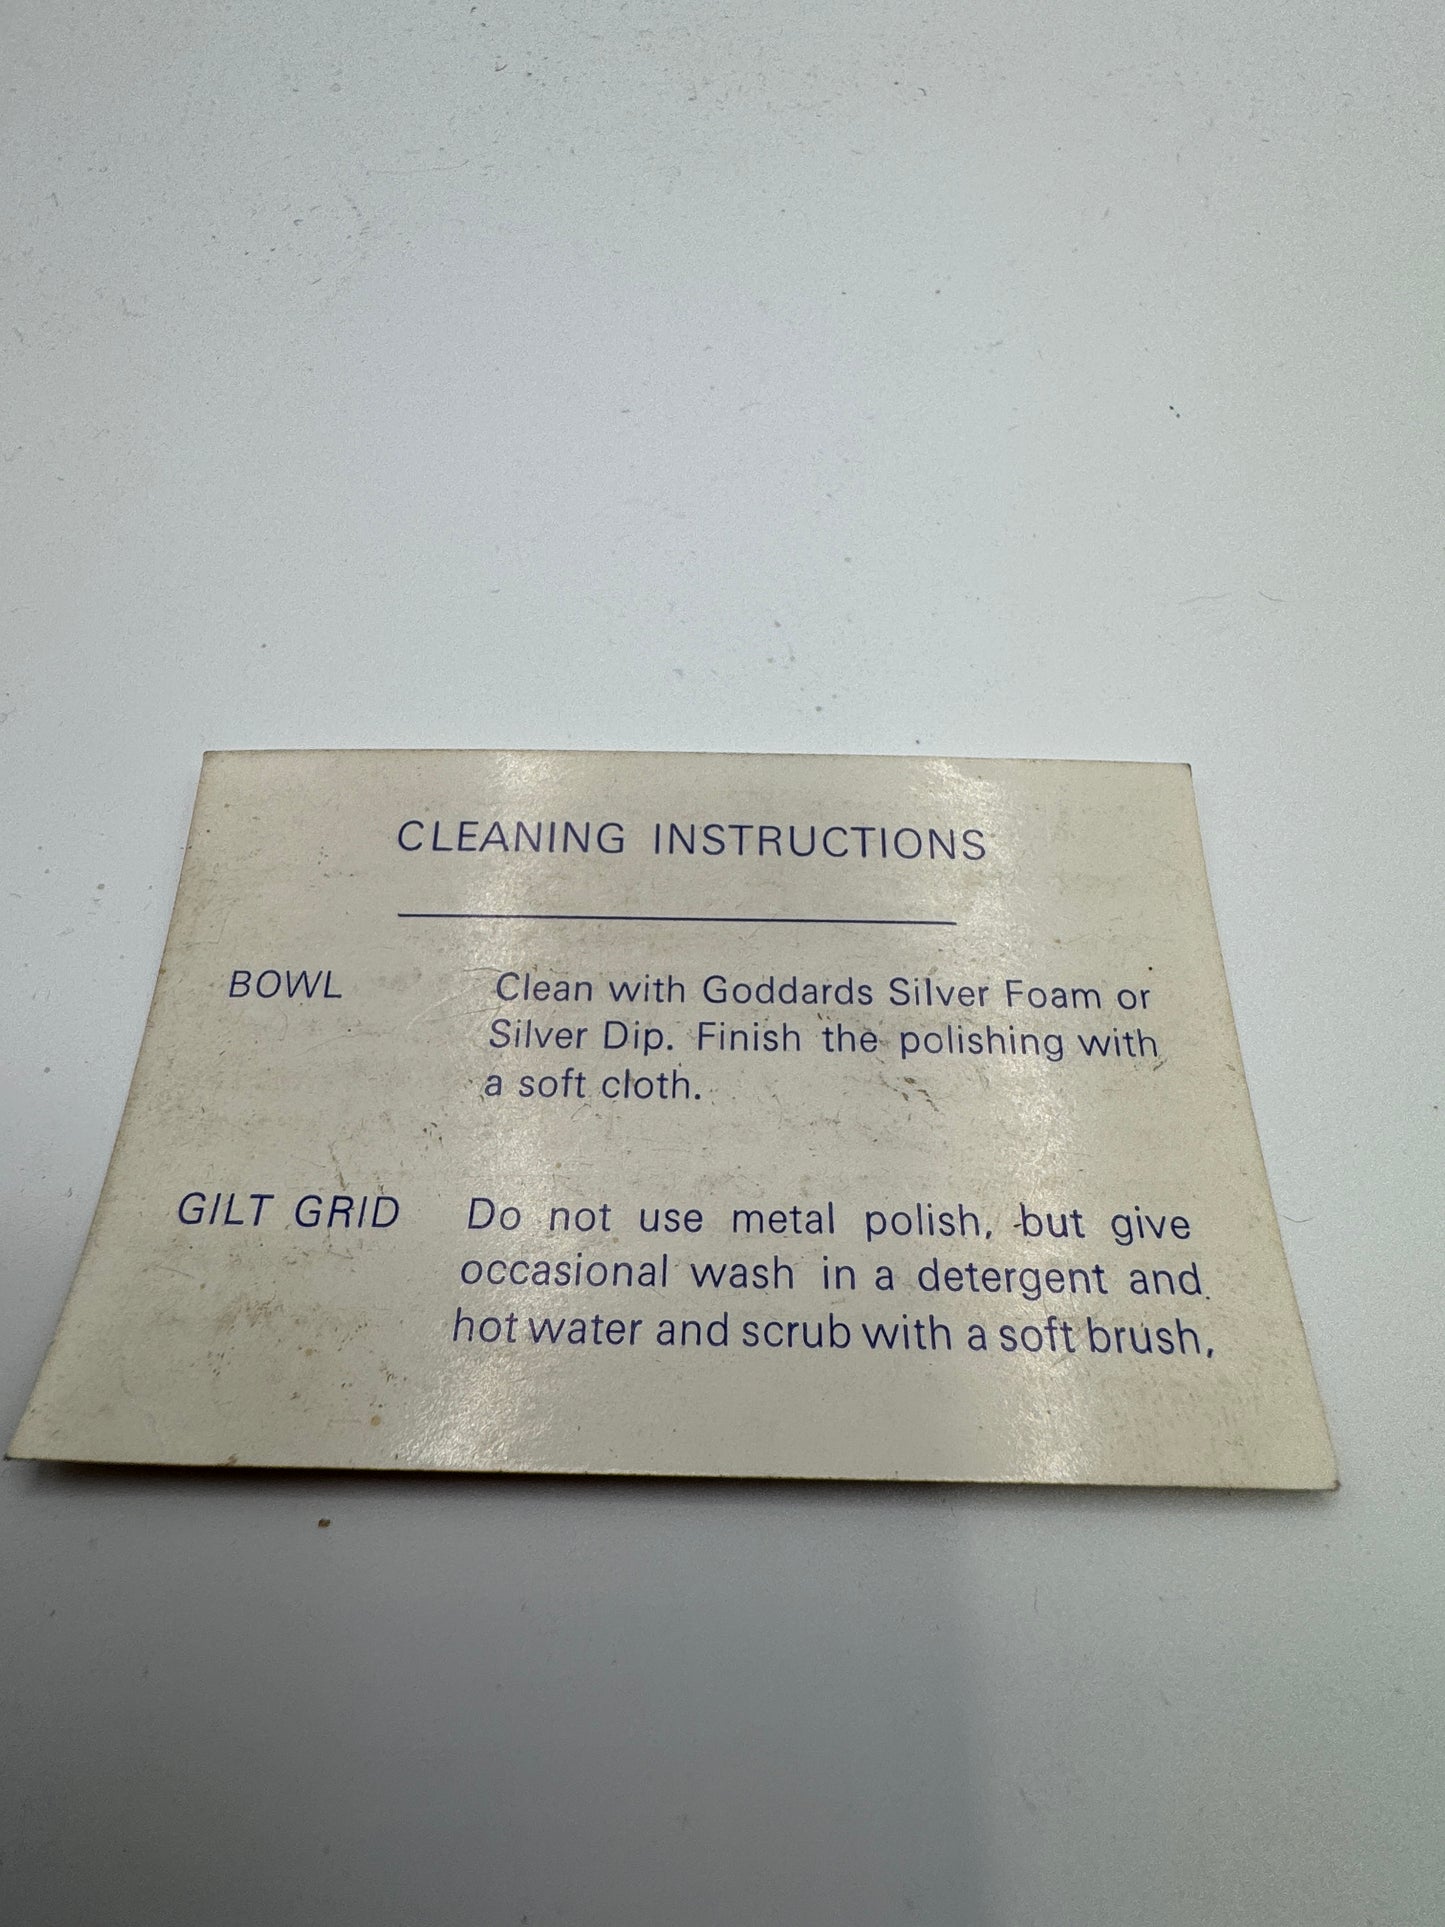 CLEANING INSTRUCTIONS
BOWL Clean with Goddards Silver Foam or
Silver Dip. Finish the polishing with
a soft cloth.
GILT GRID Do not use metal polish, but give
occasional wash in a detergent and
hot water and scrub with a soft brush,